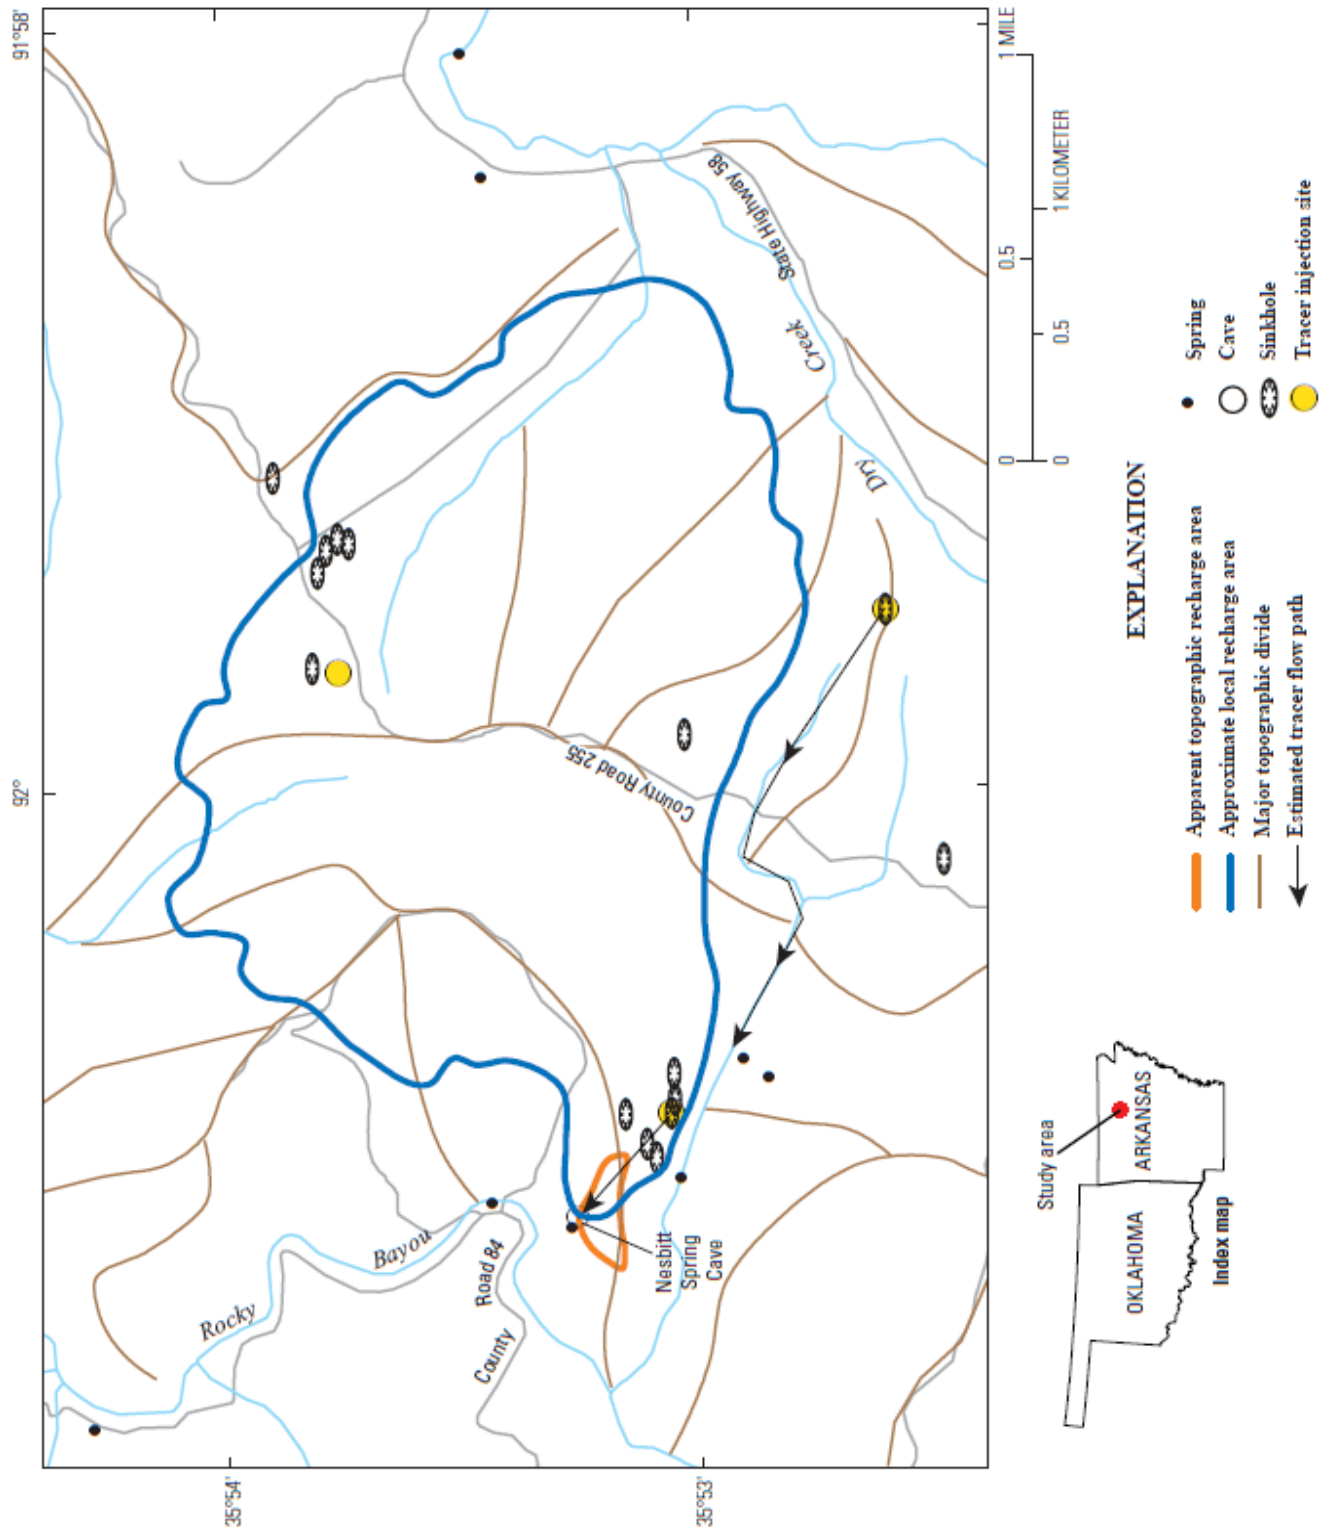 91°58'
92°
35°54'
35°53'
Rocky
Bayou
County
Road 84
Nesbitt
Spring
Cave
County Road 255
State Highway 58
Dry
Creek
0
0.5
1 MILE
0
0.5
1 KILOMETER
EXPLANATION
Apparent topographic recharge area
Approximate local recharge area
Major topographic divide
Estimated tracer flow path
Spring
Cave
Sinkhole
Tracer injection site
Study area
OKLAHOMA
ARKANSAS
Index map